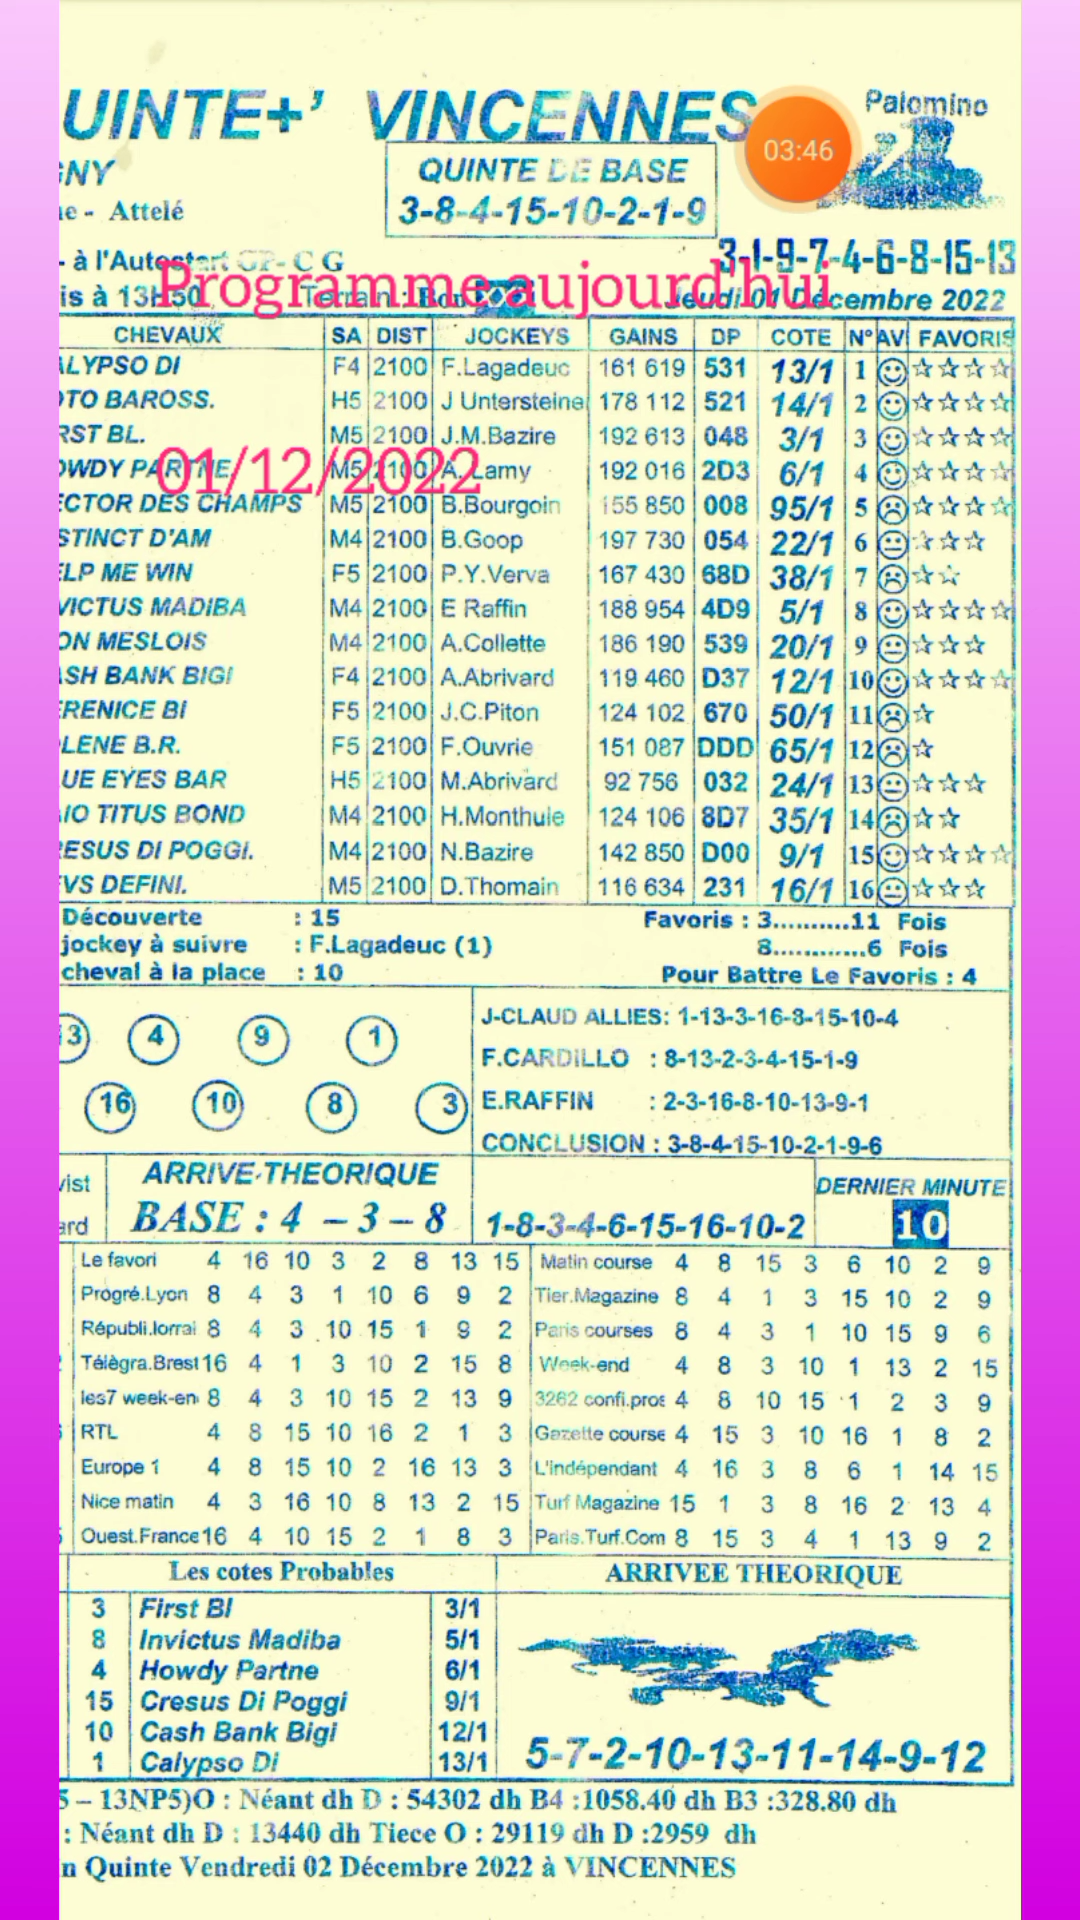 UINTE+' VINCENNES
Palomino
03:46
GNY
QUINTE DE BASE
ne - Attelé
3-8-4-15-10-2-1-9
- à l'Autostart GP- C G
3-1-9-7-4-6-8-15-13
Programme aujourd'hui
is à 13H50 Terrain : Bon Jeudi 01 Décembre 2022
CHEVAUX SA DIST JOCKEYS GAINS DP COTE N° AV FAVORIS
ALYPSO DI F4 2100 F.Lagadeuc 161 619 531 13/1 1 ☆☆☆☆
OTO BAROSS. H5 2100 J Untersteine 178 112 521 14/1 2 ☆☆☆☆
RST BL. M5 2100 J.M.Bazire 192 613 048 3/1 3 ☆☆☆☆
OWDY PARTNE M5 2100 A.Lamy 192 016 2D3 6/1 4 ☆☆☆☆
01/12/2022
ECTOR DES CHAMPS M5 2100 B.Bourgoin 155 850 008 95/1 5 ☆☆☆☆
STINCT D'AM M4 2100 B.Goop 197 730 054 22/1 6 ☆☆☆
ELP ME WIN F5 2100 P.Y.Verva 167 430 68D 38/1 7 ☆☆
VICTUS MADIBA M4 2100 E Raffin 188 954 4D9 5/1 8 ☆☆☆☆
ON MESLOIS M4 2100 A.Collette 186 190 539 20/1 9 ☆☆☆
ASH BANK BIGI F4 2100 A.Abrivard 119 460 D37 12/1 10 ☆☆☆☆
ERENICE BI F5 2100 J.C.Piton 124 102 670 50/1 11 ☆
LENE B.R. F5 2100 F.Ouvrie 151 087 DDD 65/1 12 ☆
UE EYES BAR H5 2100 M.Abrivard 92 756 032 24/1 13 ☆☆☆
IO TITUS BOND M4 2100 H.Monthule 124 106 8D7 35/1 14 ☆☆
RESUS DI POGGI. M4 2100 N.Bazire 142 850 D00 9/1 15 ☆☆☆☆
VS DEFINI. M5 2100 D.Thomain 116 634 231 16/1 16 ☆☆☆
Découverte : 15 Favoris : 3..........11 Fois
jockey à suivre : F.Lagadeuc (1) 8............6 Fois
cheval à la place : 10 Pour Battre Le Favoris : 4
13 4 9 1
16 10 8 3
J-CLAUD ALLIES: 1-13-3-16-8-15-10-4
F.CARDILLO : 8-13-2-3-4-15-1-9
E.RAFFIN : 2-3-16-8-10-13-9-1
CONCLUSION : 3-8-4-15-10-2-1-9-6
vist ARRIVE THEORIQUE DERNIER MINUTE
ard BASE : 4 – 3 – 8 1-8-3-4-6-15-16-10-2 10
Le favori 4 16 10 3 2 8 13 15 Matin course 4 8 15 3 6 10 2 9
Progré.Lyon 8 4 3 1 10 6 9 2 Tier.Magazine 8 4 1 3 15 10 2 9
Républi.lorrai 8 4 3 10 15 1 9 2 Paris courses 8 4 3 1 10 15 9 6
Télègra.Brest 16 4 1 3 10 2 15 8 Week-end 4 8 3 10 1 13 2 15
les7 week-en 8 4 3 10 15 2 13 9 3262 confi.pros 4 8 10 15 1 2 3 9
RTL 4 8 15 10 16 2 1 3 Gazette course 4 15 3 10 16 1 8 2
Europe 1 4 8 15 10 2 16 13 3 L'indépendant 4 16 3 8 6 1 14 15
Nice matin 4 3 16 10 8 13 2 15 Turf Magazine 15 1 3 8 16 2 13 4
Ouest.France 16 4 10 15 2 1 8 3 Paris.Turf.Com 8 15 3 4 1 13 9 2
Les cotes Probables ARRIVEE THEORIQUE
3 First Bl 3/1
8 Invictus Madiba 5/1
4 Howdy Partne 6/1
15 Cresus Di Poggi 9/1
10 Cash Bank Bigi 12/1
1 Calypso Di 13/1
5-7-2-10-13-11-14-9-12
5 – 13NP5)O : Néant dh D : 54302 dh B4 :1058.40 dh B3 :328.80 dh
: Néant dh D : 13440 dh Tiece O : 29119 dh D :2959 dh
n Quinte Vendredi 02 Décembre 2022 à VINCENNES